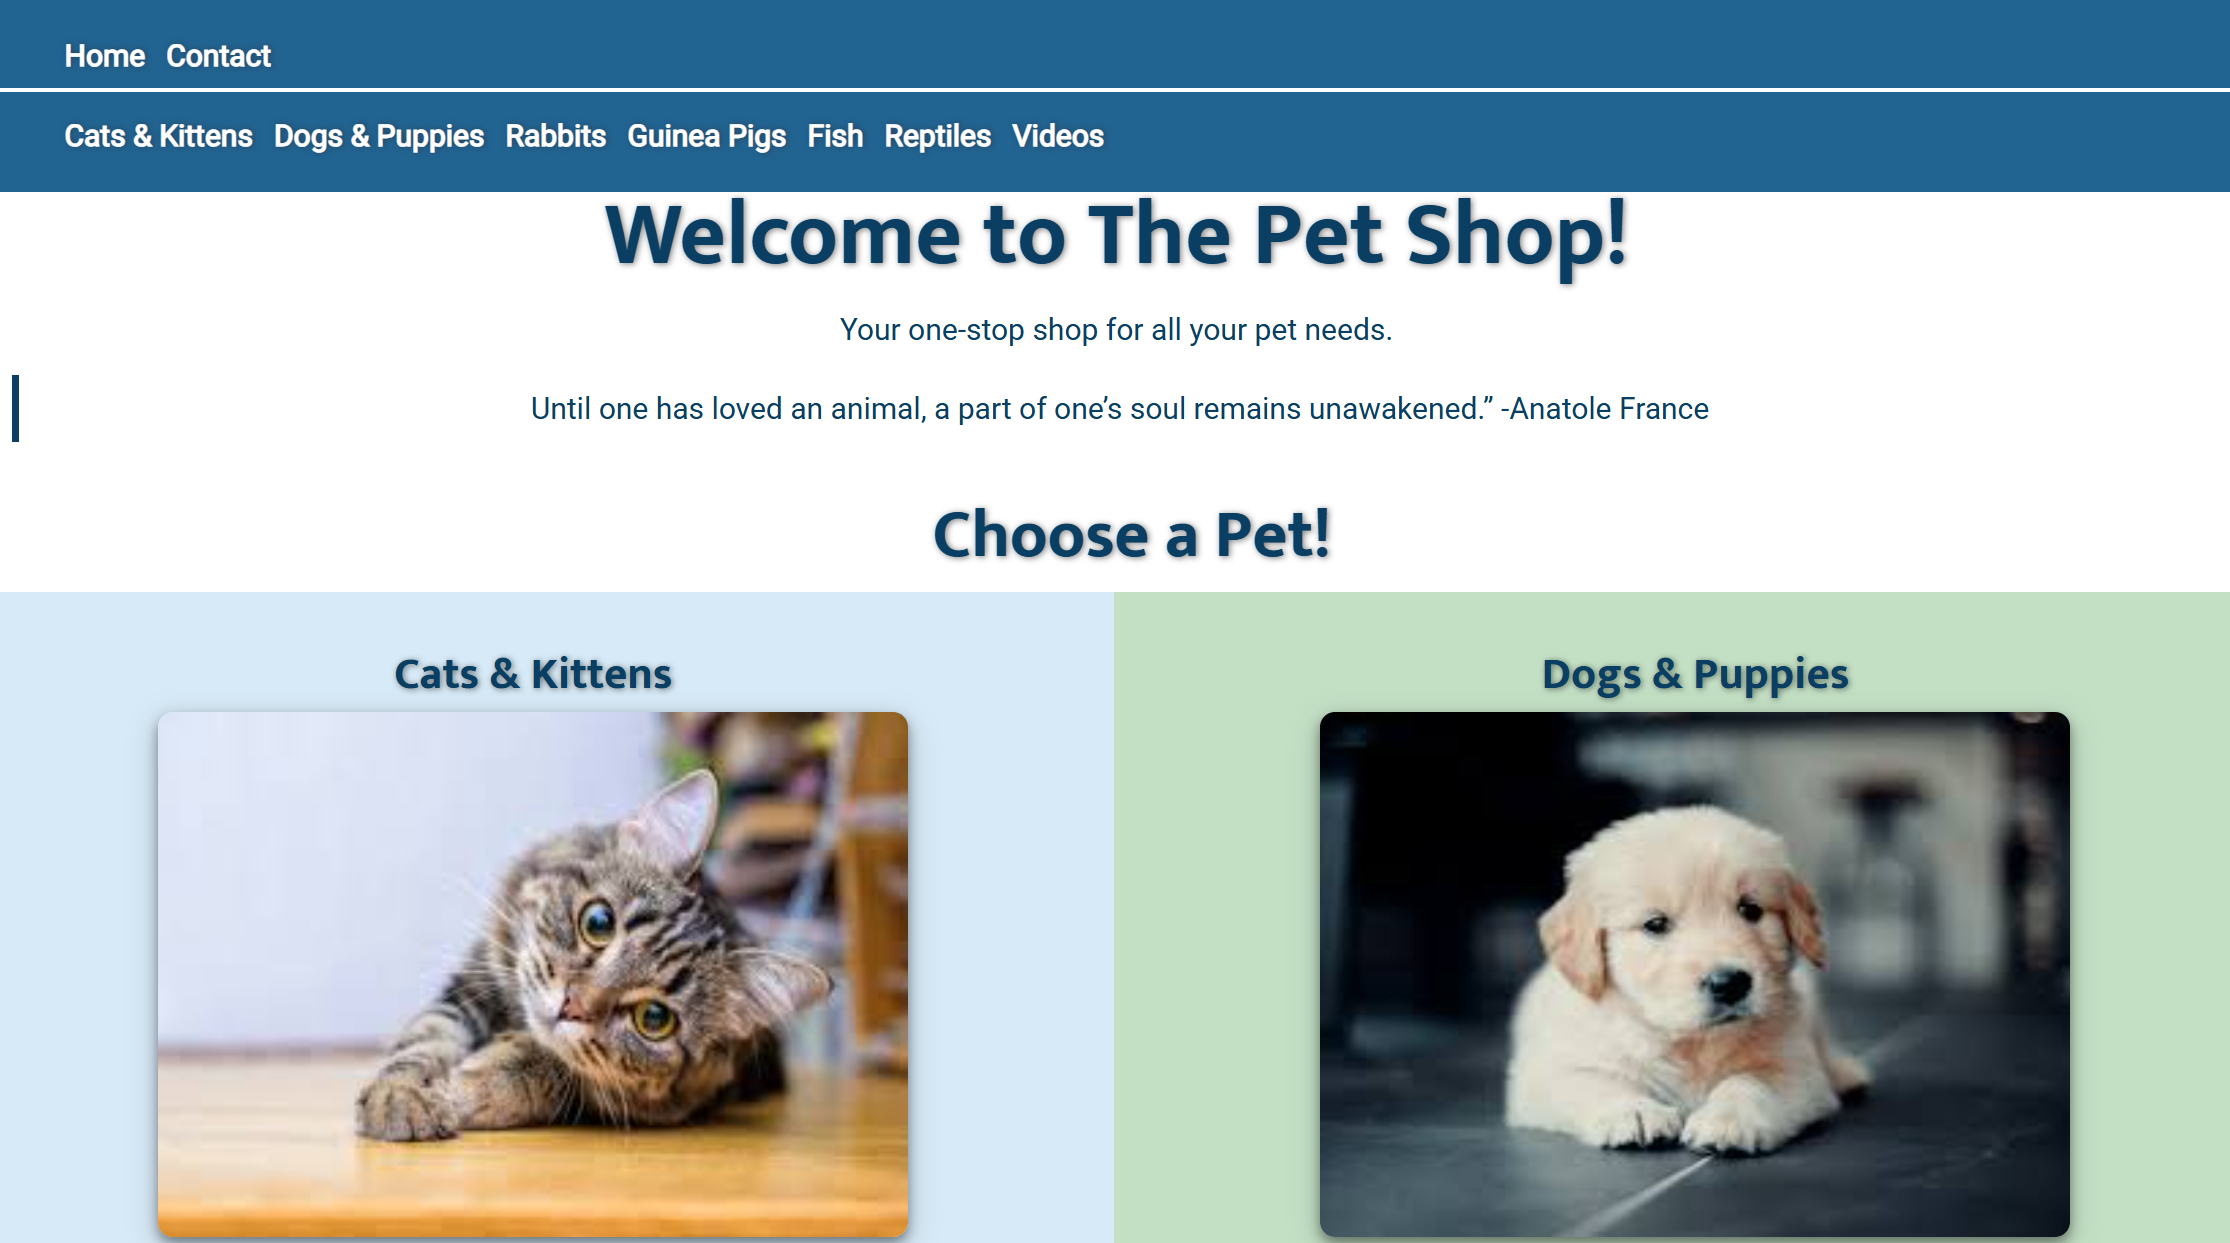 Home Contact
Cats & Kittens Dogs & Puppies Rabbits Guinea Pigs Fish Reptiles Videos
Welcome to The Pet Shop!
Your one-stop shop for all your pet needs.
Until one has loved an animal, a part of one’s soul remains unawakened.” -Anatole France
Choose a Pet!
Cats & Kittens
Dogs & Puppies